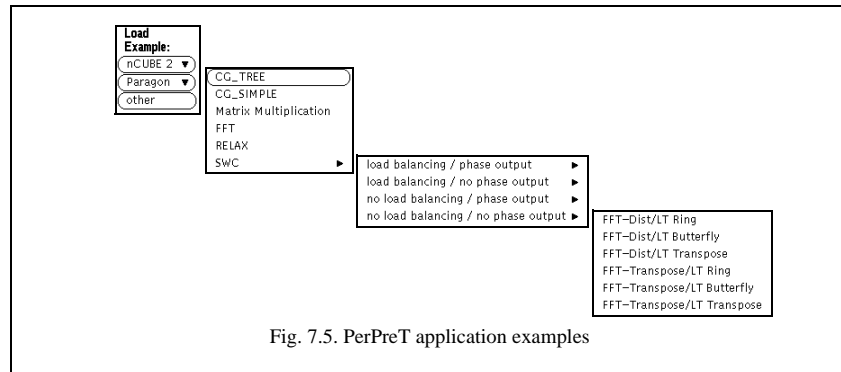 Load
Example:
nCUBE 2 ▼
Paragon ▼
other
CG_TREE
CG_SIMPLE
Matrix Multiplication
FFT
RELAX
SWC ▶
load balancing / phase output ▶
load balancing / no phase output ▶
no load balancing / phase output ▶
no load balancing / no phase output ▶
FFT−Dist/LT Ring
FFT−Dist/LT Butterfly
FFT−Dist/LT Transpose
FFT−Transpose/LT Ring
FFT−Transpose/LT Butterfly
FFT−Transpose/LT Transpose
Fig. 7.5. PerPreT application examples